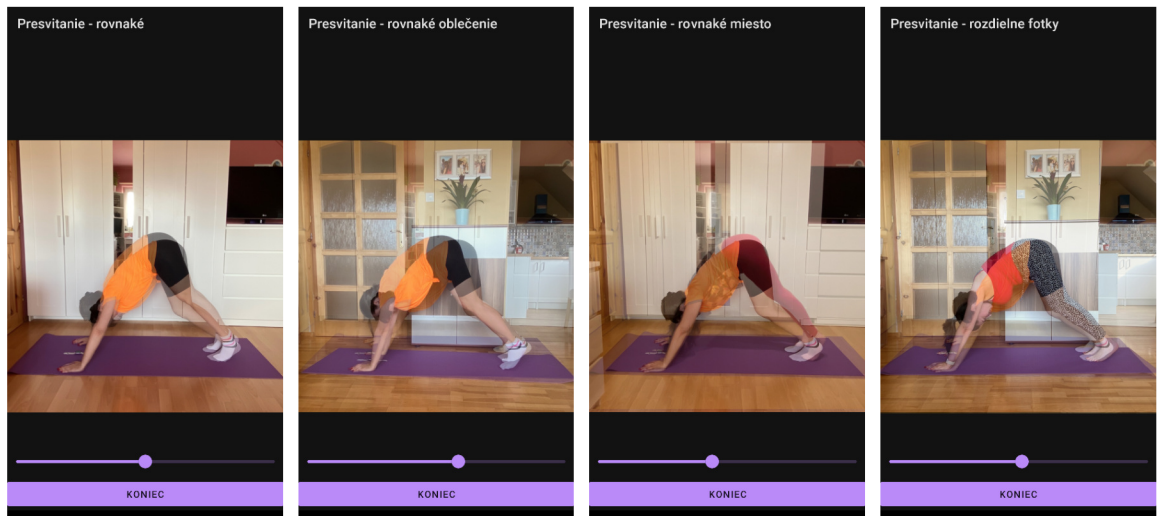 Presvitanie - rovnaké
Presvitanie - rovnaké oblečenie
Presvitanie - rovnaké miesto
Presvitanie - rozdielne fotky
KONIEC
KONIEC
KONIEC
KONIEC